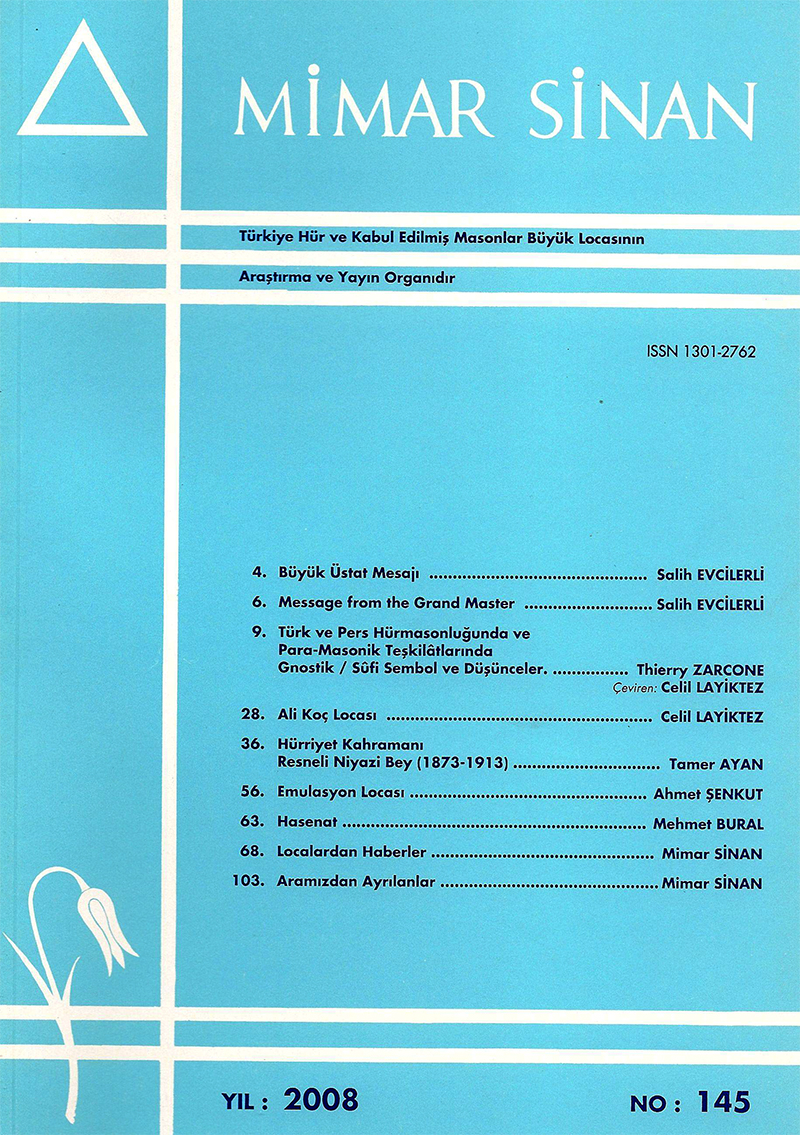 MİMAR SİNAN
Türkiye Hür ve Kabul Edilmiş Masonlar Büyük Locasının
Araştırma ve Yayın Organıdır
ISSN 1301-2762
4. Büyük Üstat Mesajı ........................................ Salih EVCİLERLİ
6. Message from the Grand Master ........................ Salih EVCİLERLİ
9. Türk ve Pers Hürmasonluğunda ve
Para-Masonik Teşkilâtlarında
Gnostik / Sûfi Sembol ve Düşünceler. .............. Thierry ZARCONE
Çeviren: Celil LAYİKTEZ
28. Ali Koç Locası ................................................ Celil LAYİKTEZ
36. Hürriyet Kahramanı
Resneli Niyazi Bey (1873-1913) ........................... Tamer AYAN
56. Emulasyon Locası ........................................... Ahmet ŞENKUT
63. Hasenat ....................................................... Mehmet BURAL
68. Localardan Haberler ........................................ Mimar SİNAN
103. Aramızdan Ayrılanlar ....................................... Mimar SİNAN
YIL : 2008
NO : 145